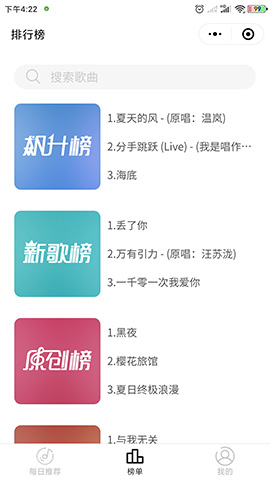 下午4:22
99
排行榜
搜索歌曲
飙升榜
1.夏天的风 - (原唱：温岚)
2.分手跳跃 (Live) - (我是唱作…
3.海底
新歌榜
1.丢了你
2.万有引力 - (原唱：汪苏泷)
3.一千零一次我爱你
原创榜
1.黑夜
2.樱花旅馆
3.夏日终极浪漫
1.与我无关
每日推荐
榜单
我的